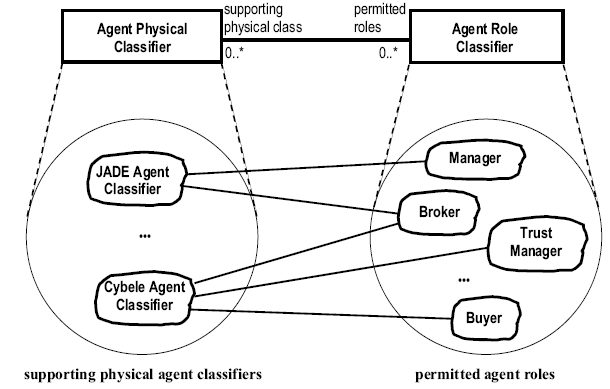 Agent Physical
Classifier
supporting
physical class
permitted
roles
0..*
0..*
Agent Role
Classifier
JADE Agent
Classifier
...
Cybele Agent
Classifier
Manager
Broker
Trust
Manager
...
Buyer
supporting physical agent classifiers
permitted agent roles